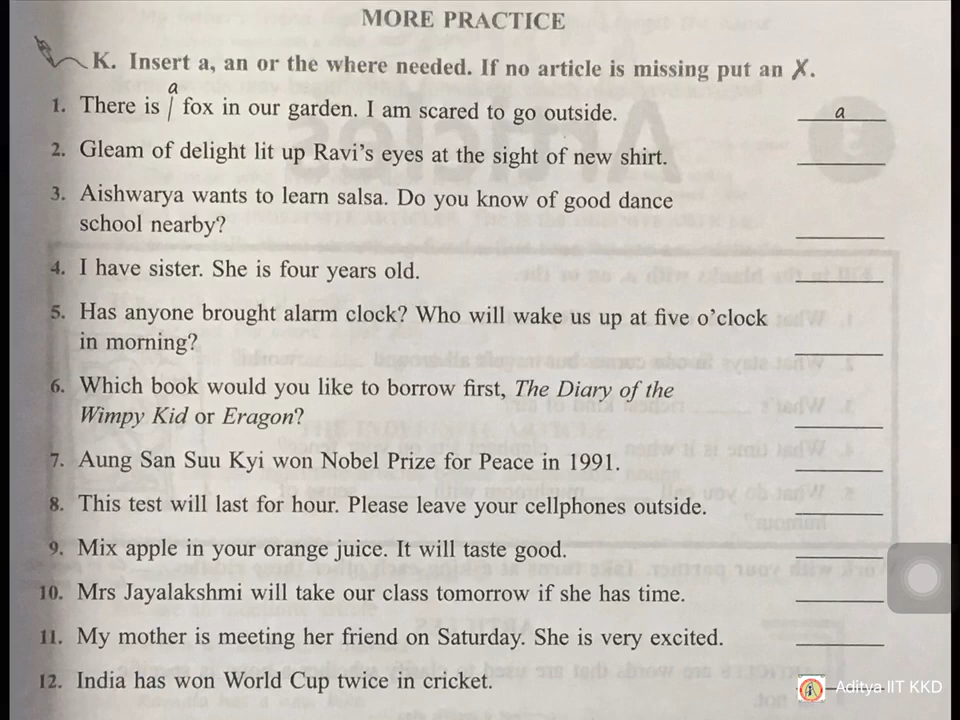 MORE PRACTICE
K. Insert a, an or the where needed. If no article is missing put an ✗.
a
1. There is / fox in our garden. I am scared to go outside. a
2. Gleam of delight lit up Ravi's eyes at the sight of new shirt.
3. Aishwarya wants to learn salsa. Do you know of good dance
school nearby?
4. I have sister. She is four years old.
5. Has anyone brought alarm clock? Who will wake us up at five o'clock
in morning?
6. Which book would you like to borrow first, The Diary of the
Wimpy Kid or Eragon?
7. Aung San Suu Kyi won Nobel Prize for Peace in 1991.
8. This test will last for hour. Please leave your cellphones outside.
9. Mix apple in your orange juice. It will taste good.
10. Mrs Jayalakshmi will take our class tomorrow if she has time.
11. My mother is meeting her friend on Saturday. She is very excited.
12. India has won World Cup twice in cricket.
Aditya IIT KKD